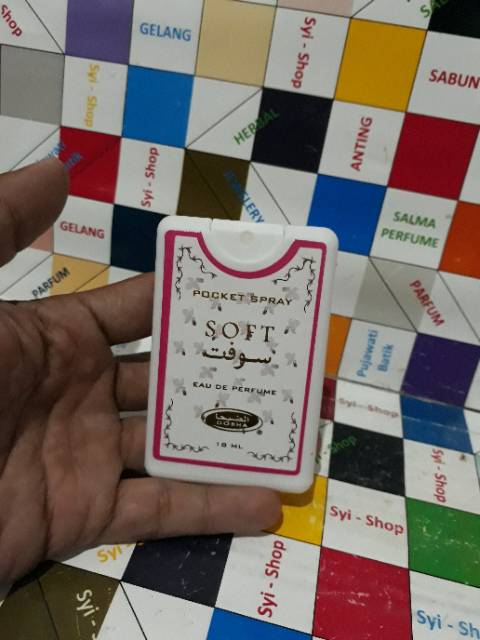 Syi - Shop
GELANG
Syi - Shop
SABUN
Syi - Shop
HERBAL
ANTING
Syi - Shop
JEWELRY
SALMA
PERFUME
GELANG
PARFUM
PARFUM
Pujawati
Batik
POCKET SPRAY
SOFT
سوفت
EAU DE PERFUME
الضحى
DOBHA
®
18 ML
Syi - Shop
Syi - Shop
Syi - Shop
Syi - Shop
Syi - Shop